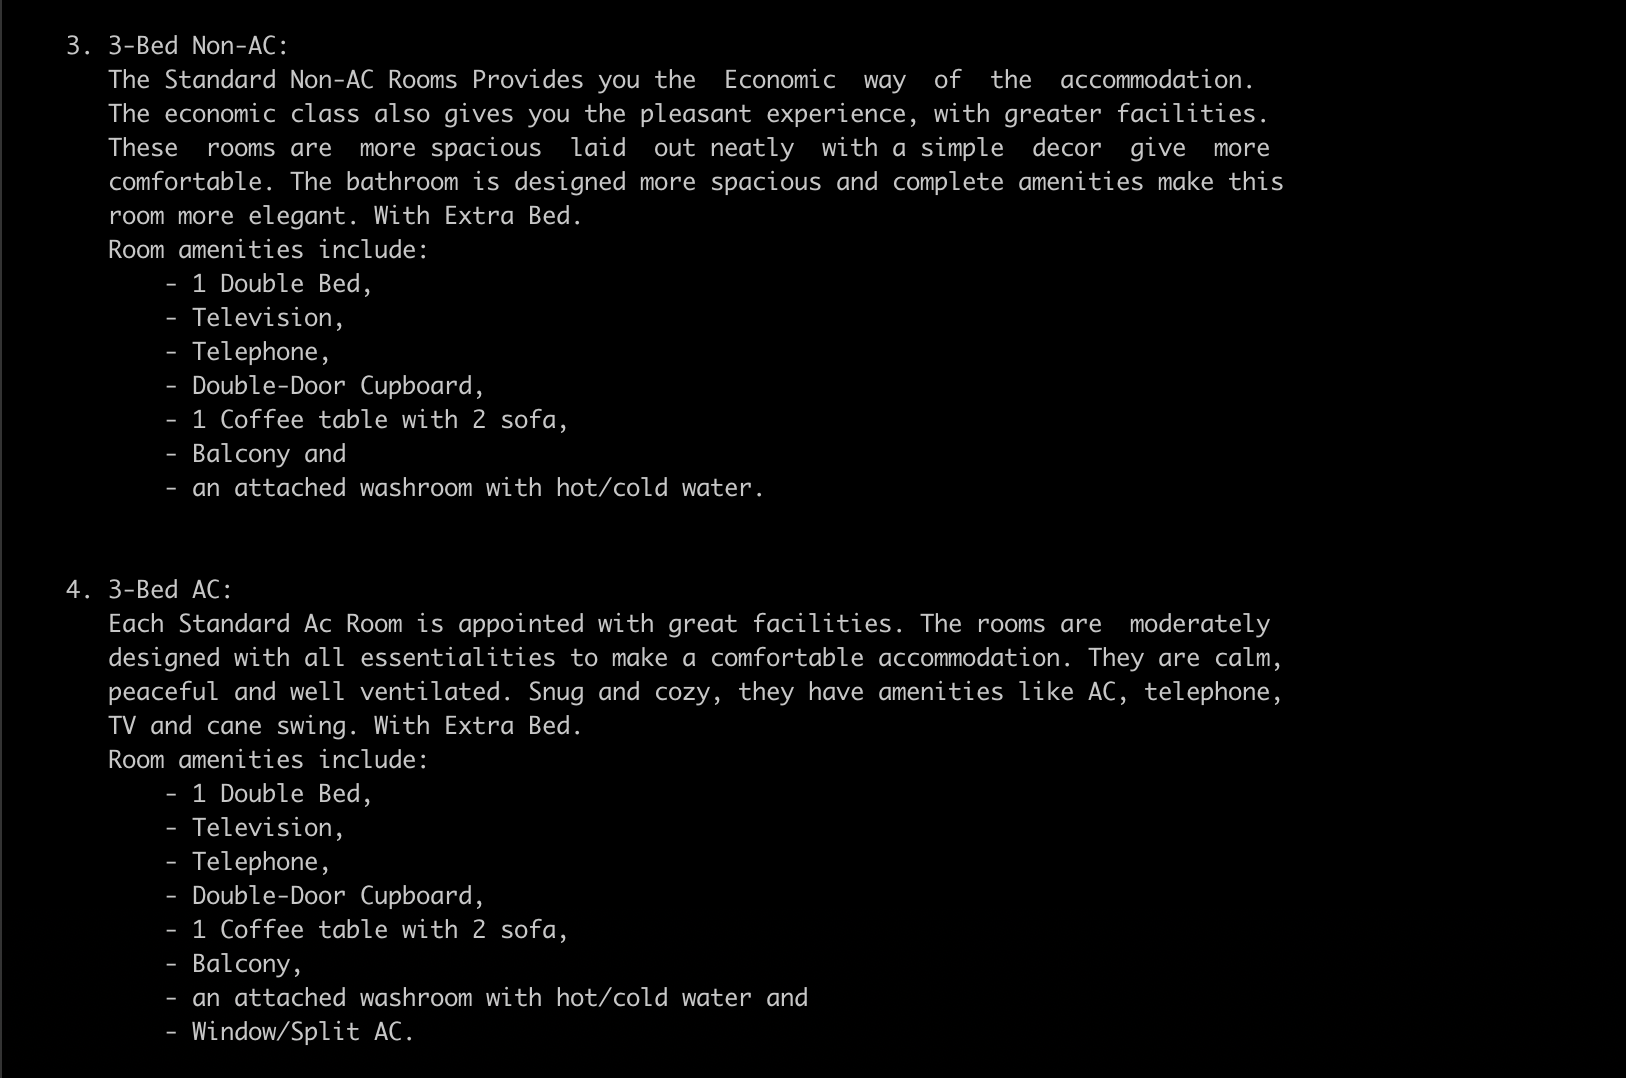 3. 3-Bed Non-AC:
The Standard Non-AC Rooms Provides you the  Economic  way  of  the  accommodation.
The economic class also gives you the pleasant experience, with greater facilities.
These  rooms are  more spacious  laid  out neatly  with a simple  decor  give  more
comfortable. The bathroom is designed more spacious and complete amenities make this
room more elegant. With Extra Bed.
Room amenities include:
- 1 Double Bed,
- Television,
- Telephone,
- Double-Door Cupboard,
- 1 Coffee table with 2 sofa,
- Balcony and
- an attached washroom with hot/cold water.
4. 3-Bed AC:
Each Standard Ac Room is appointed with great facilities. The rooms are  moderately
designed with all essentialities to make a comfortable accommodation. They are calm,
peaceful and well ventilated. Snug and cozy, they have amenities like AC, telephone,
TV and cane swing. With Extra Bed.
Room amenities include:
- 1 Double Bed,
- Television,
- Telephone,
- Double-Door Cupboard,
- 1 Coffee table with 2 sofa,
- Balcony,
- an attached washroom with hot/cold water and
- Window/Split AC.